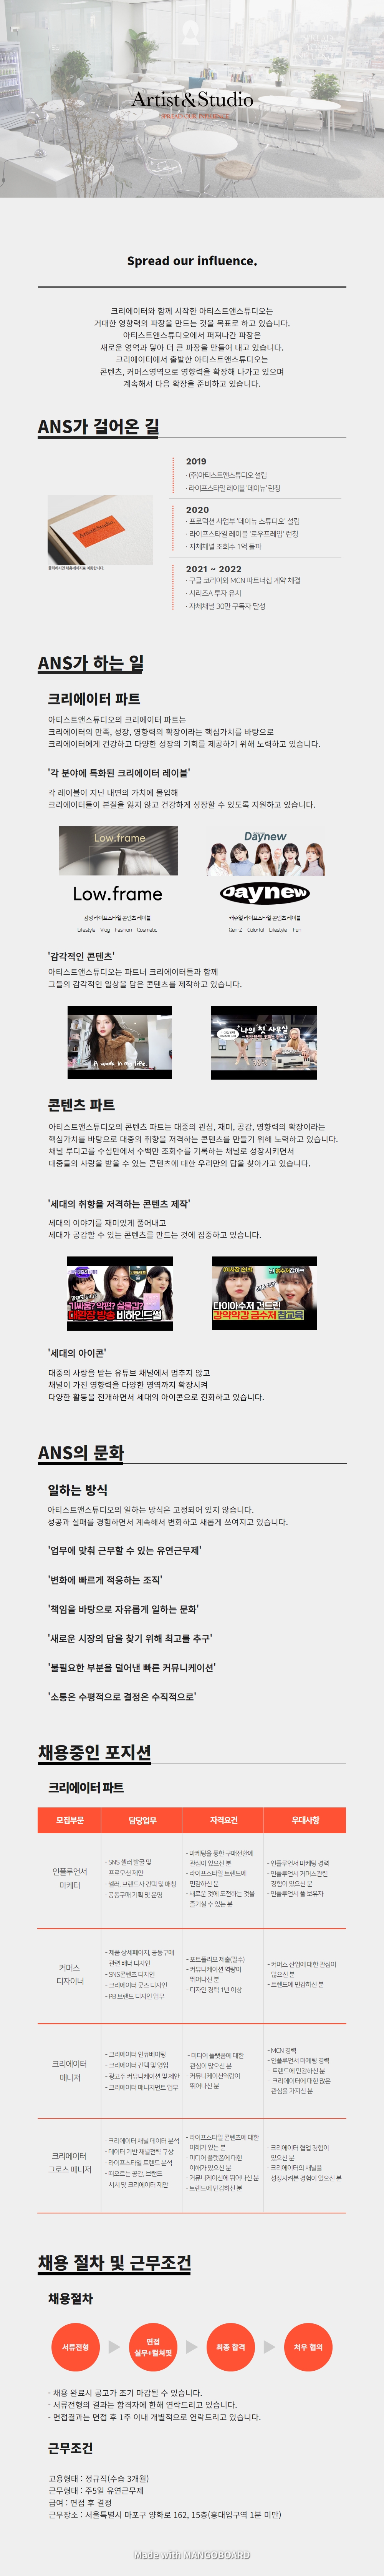 Artist&Studio
SPREAD OUR INFLUENCE
Spread our influence.
크리에이터와 함께 시작한 아티스트앤스튜디오는
거대한 영향력의 파장을 만드는 것을 목표로 하고 있습니다.
아티스트앤스튜디오에서 퍼져나간 파장은
새로운 영역과 닿아 더 큰 파장을 만들어 내고 있습니다.
크리에이터에서 출발한 아티스트앤스튜디오는
콘텐츠, 커머스영역으로 영향력을 확장해 나가고 있으며
계속해서 다음 확장을 준비하고 있습니다.
ANS가 걸어온 길
2019
· (주)아티스트앤스튜디오 설립
· 라이프스타일 레이블 '데이뉴' 런칭
2020
· 프로덕션 사업부 '데이뉴 스튜디오' 설립
· 라이프스타일 레이블 '로우프레임' 런칭
· 자체채널 조회수 1억 돌파
Artist&Studio
클릭하시면 채용페이지로 이동합니다.
2021 ~ 2022
· 구글 코리아와 MCN 파트너십 계약 체결
· 시리즈A 투자 유치
· 자체채널 30만 구독자 달성
ANS가 하는 일
크리에이터 파트
아티스트앤스튜디오의 크리에이터 파트는
크리에이터의 만족, 성장, 영향력의 확장이라는 핵심가치를 바탕으로
크리에이터에게 건강하고 다양한 성장의 기회를 제공하기 위해 노력하고 있습니다.
'각 분야에 특화된 크리에이터 레이블'
각 레이블이 지닌 내면의 가치에 몰입해
크리에이터들이 본질을 잃지 않고 건강하게 성장할 수 있도록 지원하고 있습니다.
Low.frame
Daynew
Low.frame
daynew
감성 라이프스타일 콘텐츠 레이블
캐쥬얼 라이프스타일 콘텐츠 레이블
Lifestyle Vlog Fashion Cosmetic
Gen-Z Colorful Lifestyle Fun
'감각적인 콘텐츠'
아티스트앤스튜디오는 파트너 크리에이터들과 함께
그들의 감각적인 일상을 담은 콘텐츠를 제작하고 있습니다.
A week in my life
'나의 첫 사무실
콘텐츠 파트
아티스트앤스튜디오의 콘텐츠 파트는 대중의 관심, 재미, 공감, 영향력의 확장이라는
핵심가치를 바탕으로 대중의 취향을 저격하는 콘텐츠를 만들기 위해 노력하고 있습니다.
채널 루디고를 수십만에서 수백만 조회수를 기록하는 채널로 성장시키면서
대중들의 사랑을 받을 수 있는 콘텐츠에 대한 우리만의 답을 찾아가고 있습니다.
'세대의 취향을 저격하는 콘텐츠 제작'
세대의 이야기를 재미있게 풀어내고
세대가 공감할 수 있는 콘텐츠를 만드는 것에 집중하고 있습니다.
기싸움? 악편? 실물갑?
대환장 방송 비하인드썰
다이아수저 건드린
강약약강 금수저 참교육
'세대의 아이콘'
대중의 사랑을 받는 유튜브 채널에서 멈추지 않고
채널이 가진 영향력을 다양한 영역까지 확장시켜
다양한 활동을 전개하면서 세대의 아이콘으로 진화하고 있습니다.
ANS의 문화
일하는 방식
아티스트앤스튜디오의 일하는 방식은 고정되어 있지 않습니다.
성공과 실패를 경험하면서 계속해서 변화하고 새롭게 쓰여지고 있습니다.
'업무에 맞춰 근무할 수 있는 유연근무제'
'변화에 빠르게 적응하는 조직'
'책임을 바탕으로 자유롭게 일하는 문화'
'새로운 시장의 답을 찾기 위해 최고를 추구'
'불필요한 부분을 덜어낸 빠른 커뮤니케이션'
'소통은 수평적으로 결정은 수직적으로'
채용중인 포지션
크리에이터 파트
모집부문 담당업무 자격요건 우대사항
인플루언서
마케터
- SNS 셀러 발굴 및
프로모션 제안
- 셀러, 브랜드사 컨택 및 매칭
- 공동구매 기획 및 운영
- 마케팅을 통한 구매전환에
관심이 있으신 분
- 라이프스타일 트렌드에
민감하신 분
- 새로운 것에 도전하는 것을
즐기실 수 있는 분
- 인플루언서 마케팅 경력
- 인플루언서 커머스관련
경험이 있으신 분
- 인플루언서 풀 보유자
커머스
디자이너
- 제품 상세페이지, 공동구매
관련 배너 디자인
- SNS콘텐츠 디자인
- 크리에이터 굿즈 디자인
- PB 브랜드 디자인 업무
- 포트폴리오 제출(필수)
- 커뮤니케이션 역량이
뛰어나신 분
- 디자인 경력 1년 이상
- 커머스 산업에 대한 관심이
많으신 분
- 트렌드에 민감하신 분
크리에이터
매니저
- 크리에이터 인큐베이팅
- 크리에이터 컨택 및 영입
- 광고주 커뮤니케이션 및 제안
- 크리에이터 매니지먼트 업무
- 미디어 플랫폼에 대한
관심이 많으신 분
- 커뮤니케이션역량이
뛰어나신 분
- MCN 경력
- 인플루언서 마케팅 경력
- 트렌드에 민감하신 분
- 크리에이터에 대한 많은
관심을 가지신 분
크리에이터
그로스 매니저
- 크리에이터 채널 데이터 분석
- 데이터 기반 채널전략 구상
- 라이프스타일 트렌드 분석
- 떠오르는 공간, 브랜드
서치 및 크리에이터 제안
- 라이프스타일 콘텐츠에 대한
이해가 있는 분
- 미디어 플랫폼에 대한
이해가 있으신 분
- 커뮤니케이션에 뛰어나신 분
- 트렌드에 민감하신 분
- 크리에이터 협업 경험이
있으신 분
- 크리에이터의 채널을
성장시켜본 경험이 있으신 분
채용 절차 및 근무조건
채용절차
서류전형
면접
실무+컬쳐핏
최종 합격
처우 협의
- 채용 완료시 공고가 조기 마감될 수 있습니다.
- 서류전형의 결과는 합격자에 한해 연락드리고 있습니다.
- 면접결과는 면접 후 1주 이내 개별적으로 연락드리고 있습니다.
근무조건
고용형태 : 정규직(수습 3개월)
근무형태 : 주5일 유연근무제
급여 : 면접 후 결정
근무장소 : 서울특별시 마포구 양화로 162, 15층(홍대입구역 1분 미만)
Made with MANGOBOARD